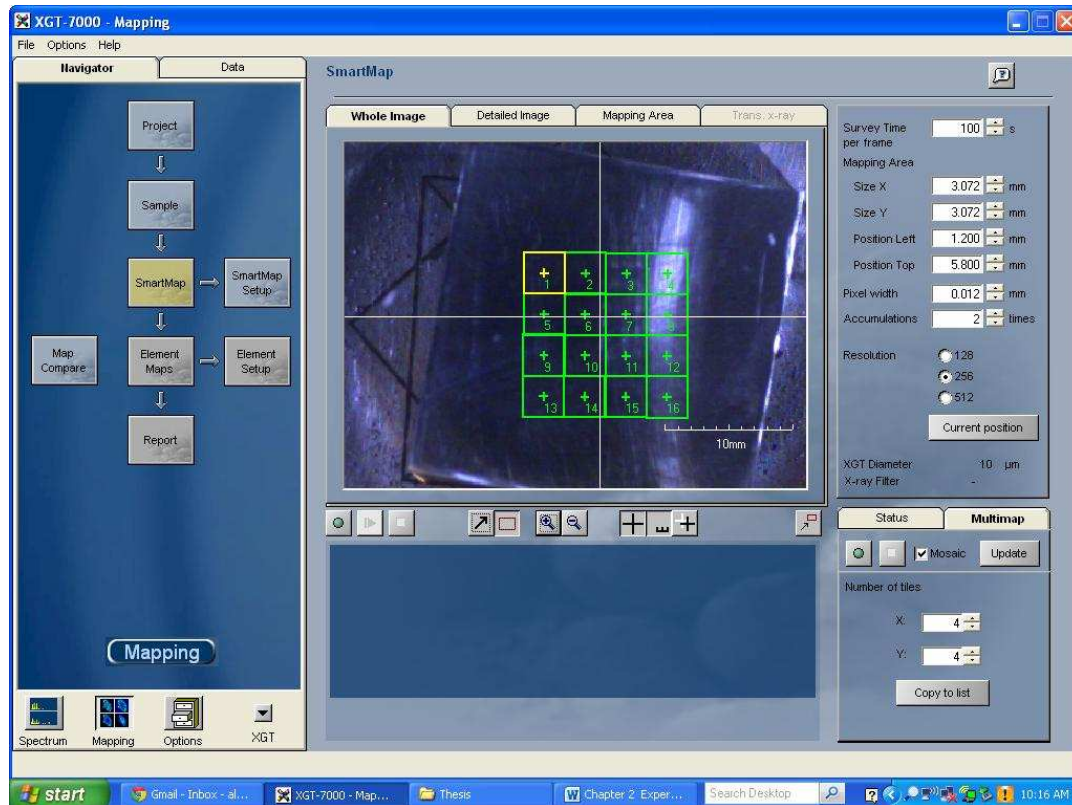 XGT-7000 - Mapping
File Options Help
Navigator Data
SmartMap
Project
Sample
SmartMap
SmartMap Setup
Map Compare
Element Maps
Element Setup
Report
Mapping
Spectrum Mapping Options XGT
Whole Image Detailed Image Mapping Area Trans. x-ray
1 2 3 4
5 6 7 8
9 10 11 12
13 14 15 16
10mm
Survey Time per frame 100 s
Mapping Area
Size X 3.072 mm
Size Y 3.072 mm
Position Left 1.200 mm
Position Top 5.800 mm
Pixel width 0.012 mm
Accumulations 2 times
Resolution 128
256
512
Current position
XGT Diameter 10 µm
X-ray Filter -
Status Multimap
Mosaic Update
Number of tiles
X: 4
Y: 4
Copy to list
start Gmail - Inbox - al... XGT-7000 - Map... Thesis Chapter 2 Exper... Search Desktop 10:16 AM